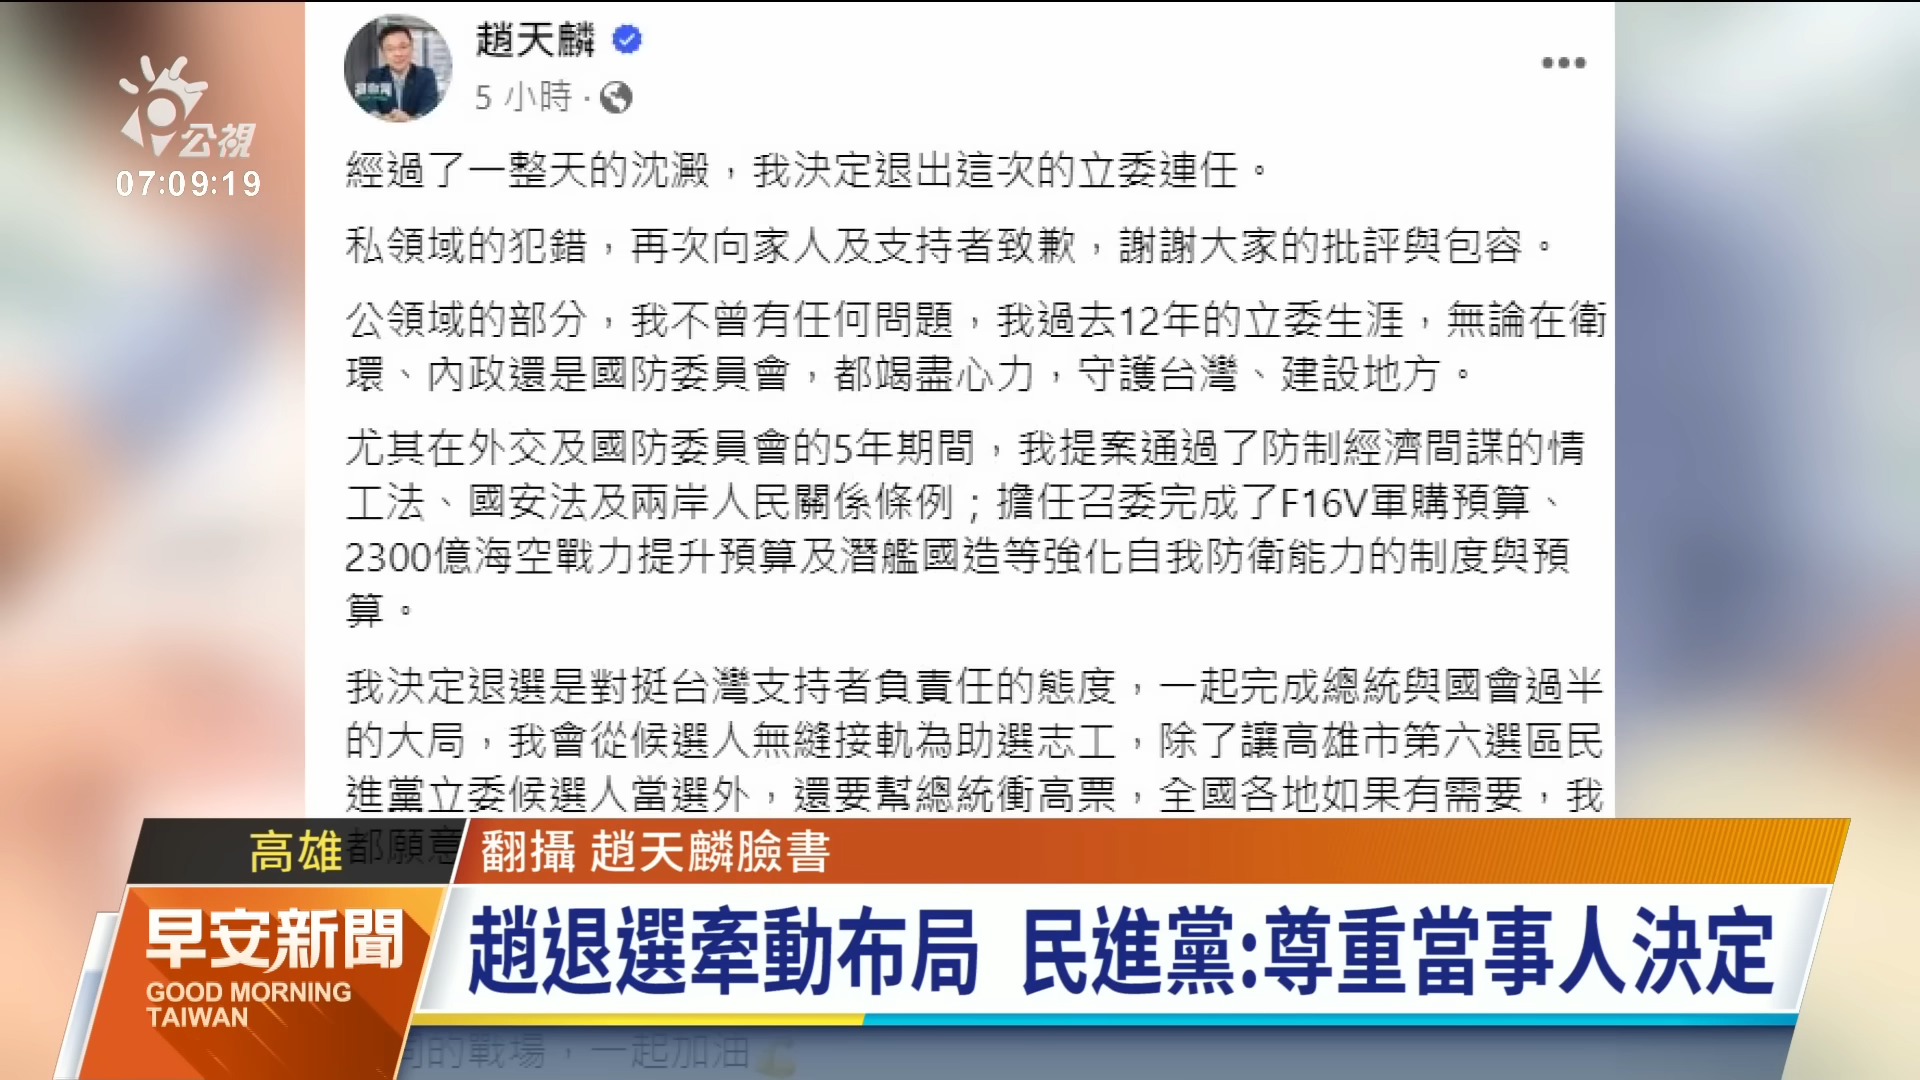 趙天麟
5 小時 ·
公視
07:09:19
經過了一整天的沈澱，我決定退出這次的立委連任。
私領域的犯錯，再次向家人及支持者致歉，謝謝大家的批評與包容。
公領域的部分，我不曾有任何問題，我過去12年的立委生涯，無論在衛
環、內政還是國防委員會，都竭盡心力，守護台灣、建設地方。
尤其在外交及國防委員會的5年期間，我提案通過了防制經濟間諜的情
工法、國安法及兩岸人民關係條例；擔任召委完成了F16V軍購預算、
2300億海空戰力提升預算及潛艦國造等強化自我防衛能力的制度與預
算。
我決定退選是對挺台灣支持者負責任的態度，一起完成總統與國會過半
的大局，我會從候選人無縫接軌為助選志工，除了讓高雄市第六選區民
進黨立委候選人當選外，還要幫總統衝高票，全國各地如果有需要，我
都願意
高雄
翻攝 趙天麟臉書
早安新聞
GOOD MORNING
TAIWAN
趙退選牽動布局 民進黨:尊重當事人決定
同的戰場，一起加油